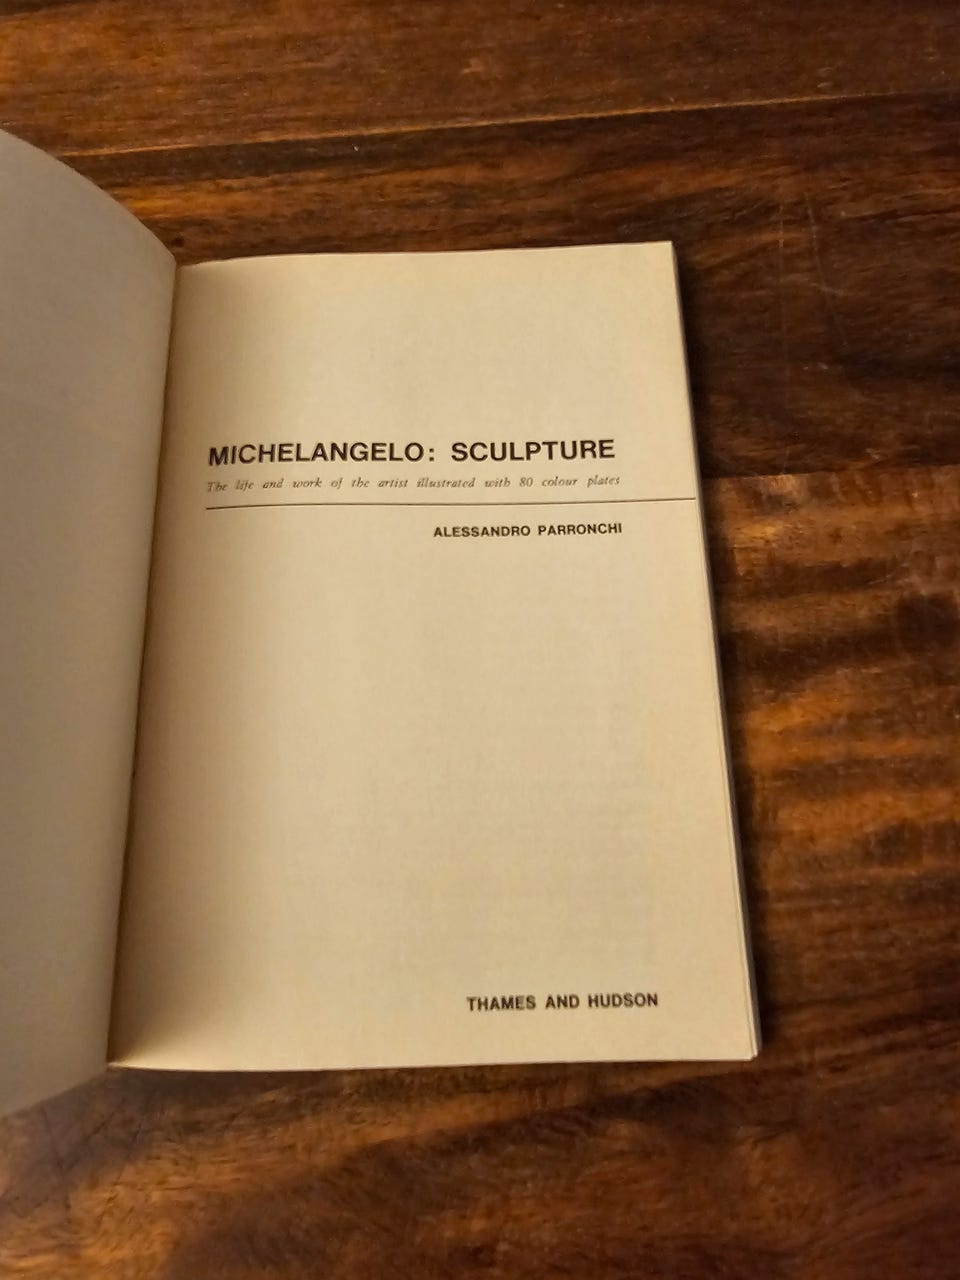 MICHELANGELO: SCULPTURE
The life and work of the artist illustrated with 80 colour plates
ALESSANDRO PARRONCHI
THAMES AND HUDSON